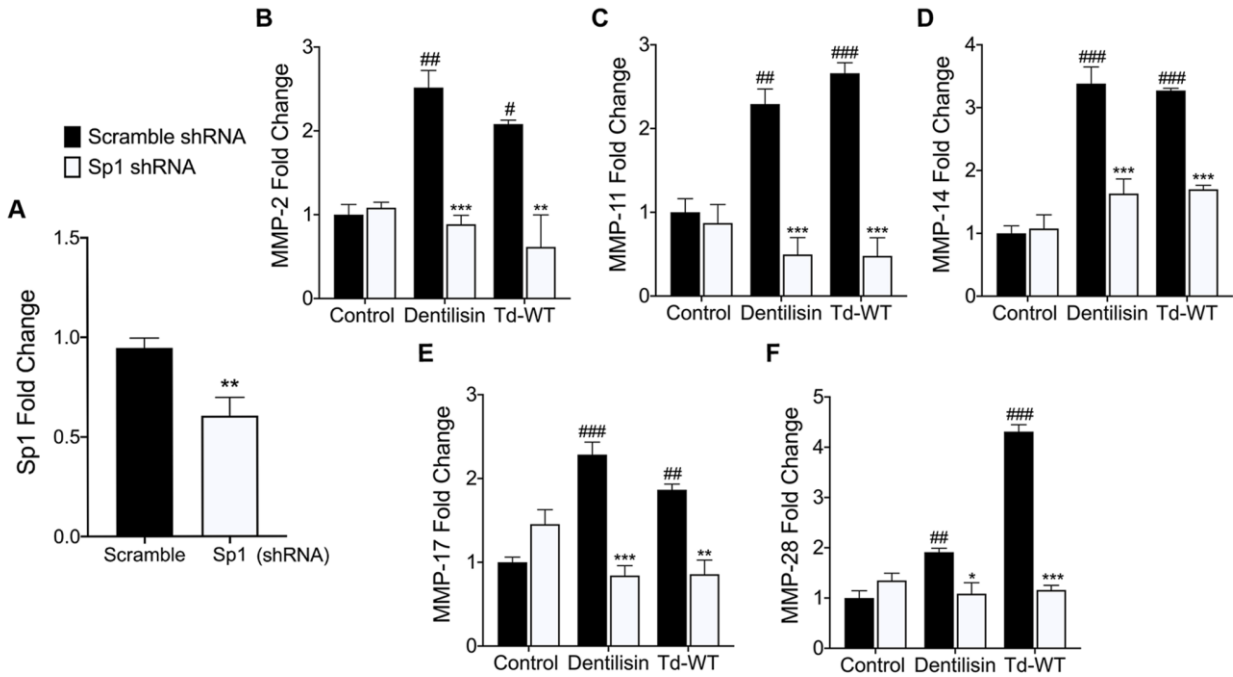 Scramble shRNA
Sp1 shRNA
A
Sp1 Fold Change
1.5
1.0
0.5
0.0
**
Scramble Sp1 (shRNA)
B
MMP-2 Fold Change
3
2
1
0
##
***
#
**
Control Dentilisin Td-WT
C
MMP-11 Fold Change
3
2
1
0
##
***
###
***
Control Dentilisin Td-WT
D
MMP-14 Fold Change
4
3
2
1
0
###
***
###
***
Control Dentilisin Td-WT
E
MMP-17 Fold Change
3
2
1
0
###
***
##
**
Control Dentilisin Td-WT
F
MMP-28 Fold Change
5
4
3
2
1
0
##
*
###
***
Control Dentilisin Td-WT